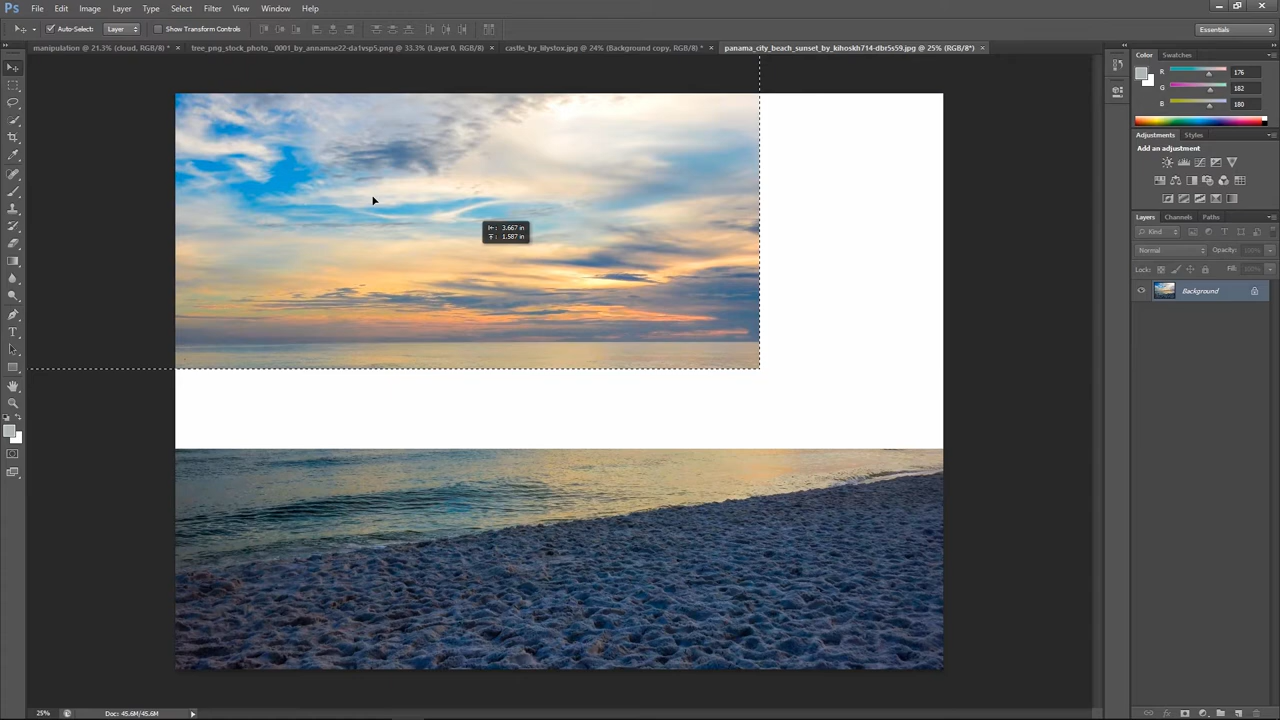 Ps File Edit Image Layer Type Select Filter View Window Help
Auto-Select: Layer Show Transform Controls Essentials
manipulation @ 21.3% (cloud, RGB/8) * × tree_png_stock_photo__0001_by_annamae22-da1vsp5.png @ 33.3% (Layer 0, RGB/8) × castle_by_lilystox.jpg @ 24% (Background copy, RGB/8) * × panama_city_beach_sunset_by_kihoskh714-dbr5s59.jpg @ 25% (RGB/8*) ×
Color Swatches
R 176
G 182
B 180
Adjustments Styles
Add an adjustment
Layers Channels Paths
Kind
Normal Opacity: 100%
Lock: Fill: 100%
Background
3.667 in
1.587 in
25% Doc: 45.6M/45.6M